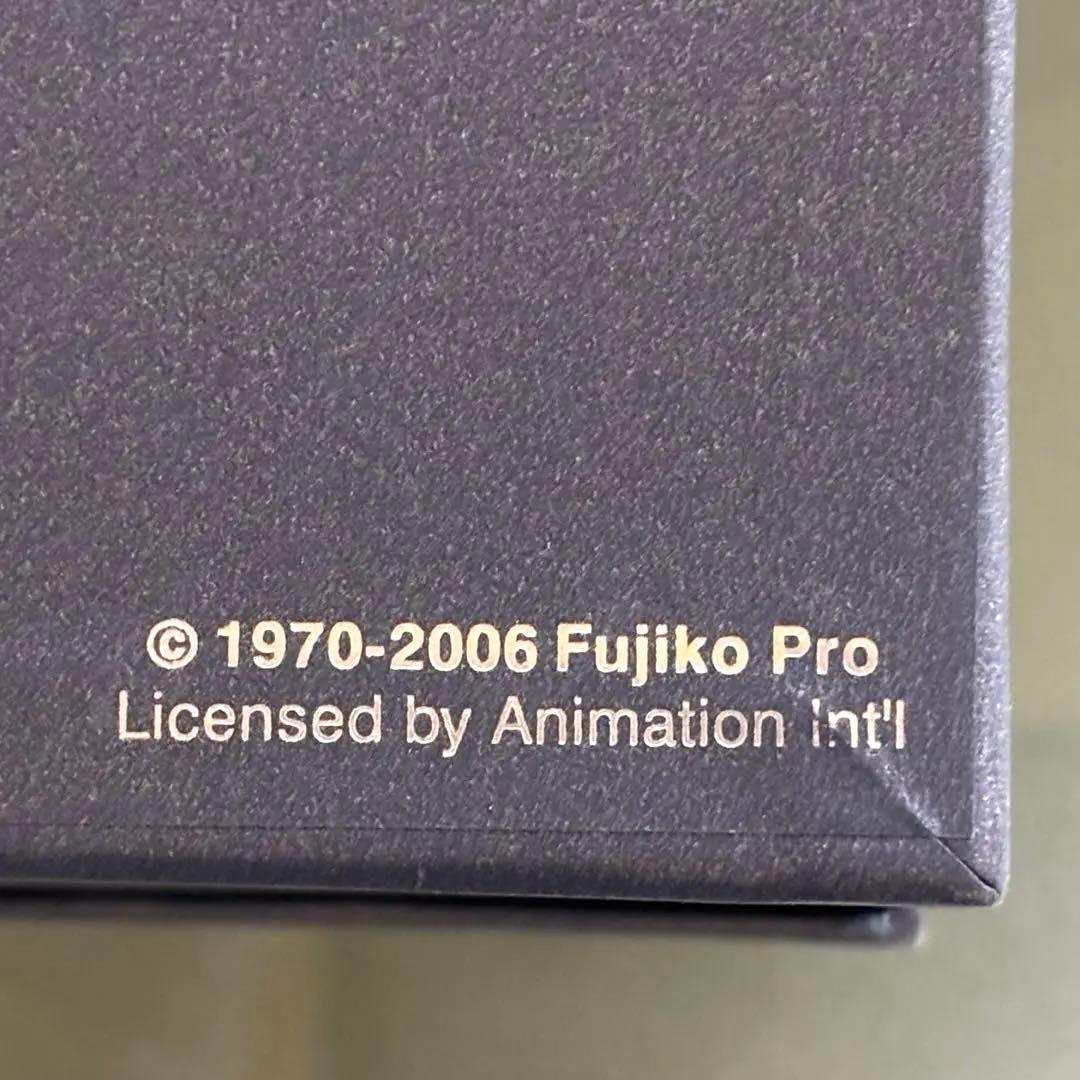 © 1970-2006 Fujiko Pro
Licensed by Animation Int'l